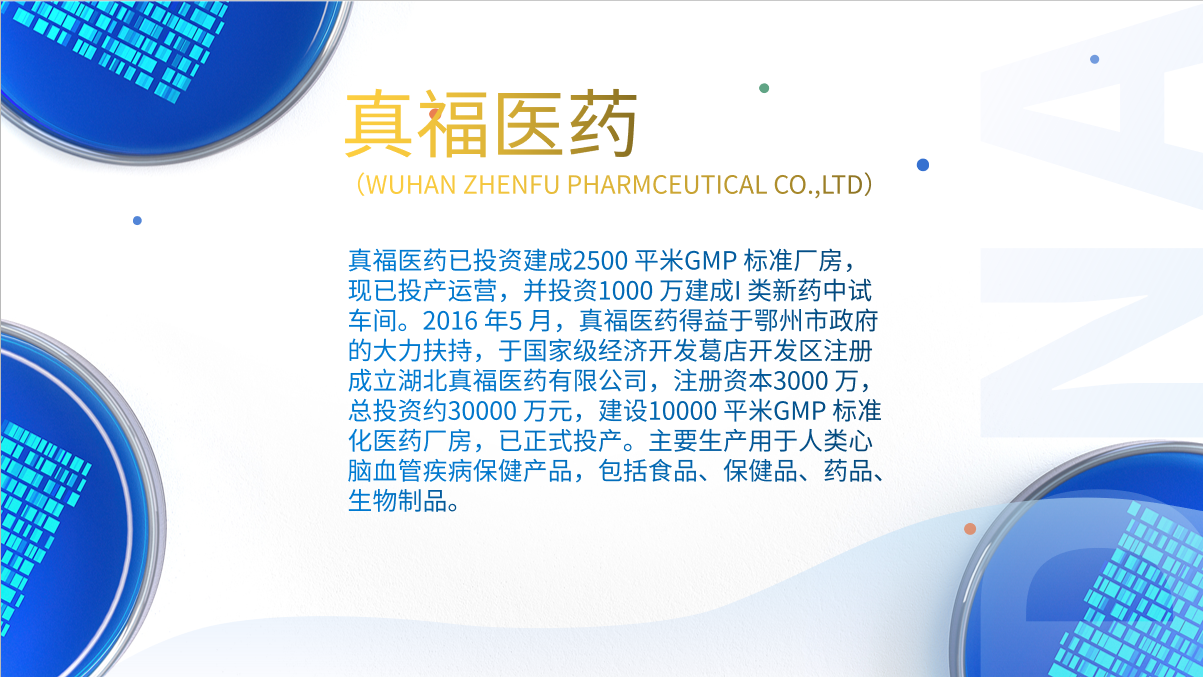 真福医药
（WUHAN ZHENFU PHARMCEUTICAL CO.,LTD）
真福医药已投资建成2500 平米GMP 标准厂房，
现已投产运营，并投资1000 万建成I 类新药中试
车间。2016 年5 月，真福医药得益于鄂州市政府
的大力扶持，于国家级经济开发葛店开发区注册
成立湖北真福医药有限公司，注册资本3000 万，
总投资约30000 万元，建设10000 平米GMP 标准
化医药厂房，已正式投产。主要生产用于人类心
脑血管疾病保健产品，包括食品、保健品、药品、
生物制品。
DNA